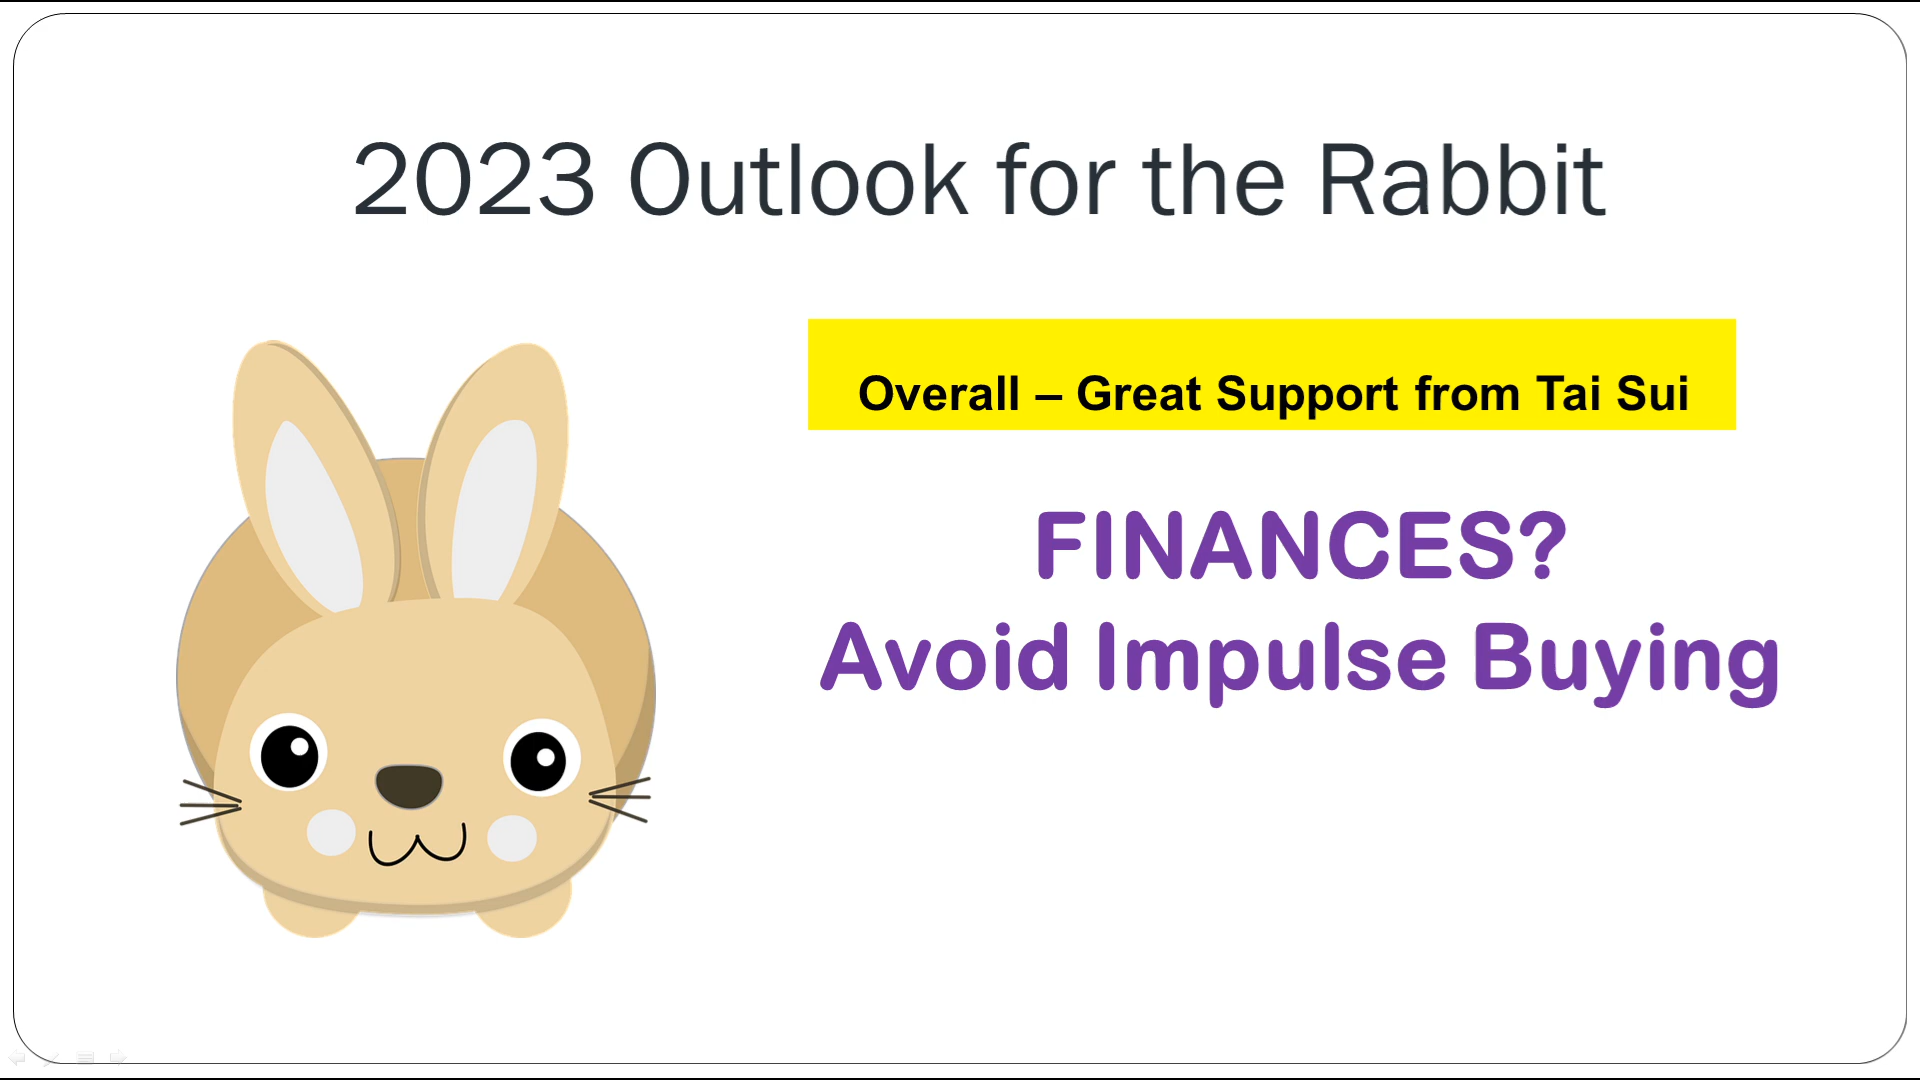 2023 Outlook for the Rabbit
Overall – Great Support from Tai Sui
FINANCES?
Avoid Impulse Buying